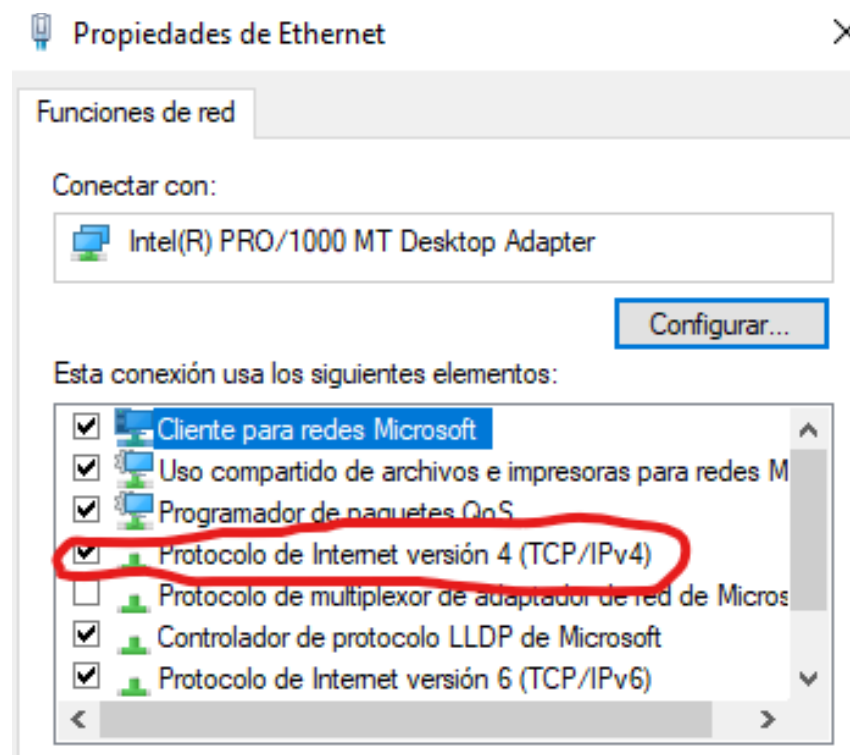 Propiedades de Ethernet
Funciones de red
Conectar con:
Intel(R) PRO/1000 MT Desktop Adapter
Configurar...
Esta conexión usa los siguientes elementos:
Cliente para redes Microsoft
Uso compartido de archivos e impresoras para redes M
Programador de paquetes QoS
Protocolo de Internet versión 4 (TCP/IPv4)
Protocolo de multiplexor de adaptador de red de Micros
Controlador de protocolo LLDP de Microsoft
Protocolo de Internet versión 6 (TCP/IPv6)